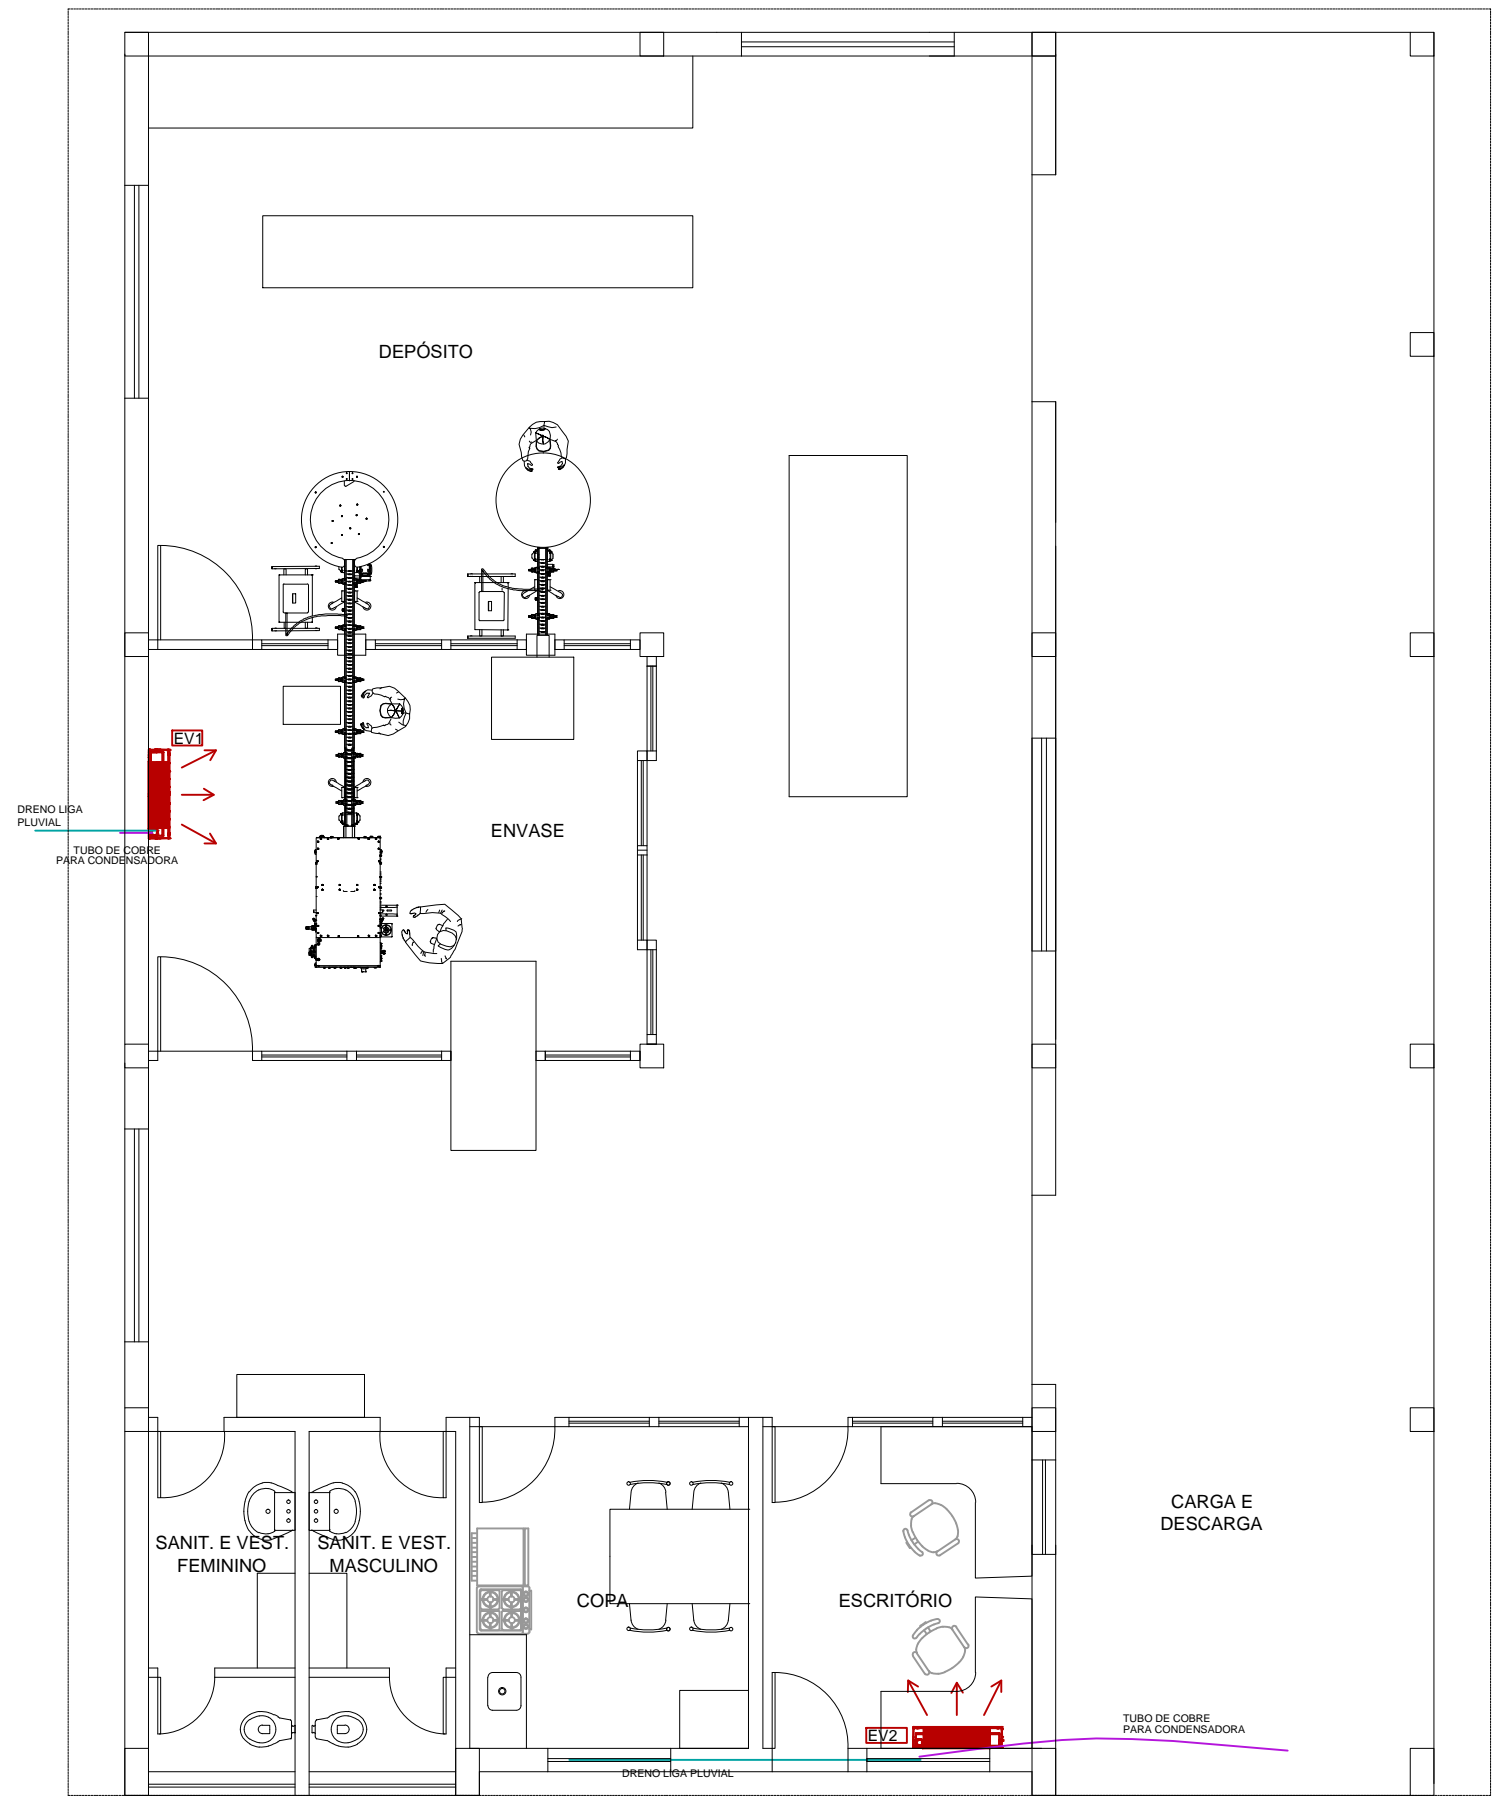 DEPÓSITO
EV1
DRENO LIGA
PLUVIAL
TUBO DE COBRE
PARA CONDENSADORA
ENVASE
CARGA E
DESCARGA
SANIT. E VEST.
FEMININO
SANIT. E VEST.
MASCULINO
COPA
ESCRITÓRIO
EV2
TUBO DE COBRE
PARA CONDENSADORA
DRENO LIGA PLUVIAL